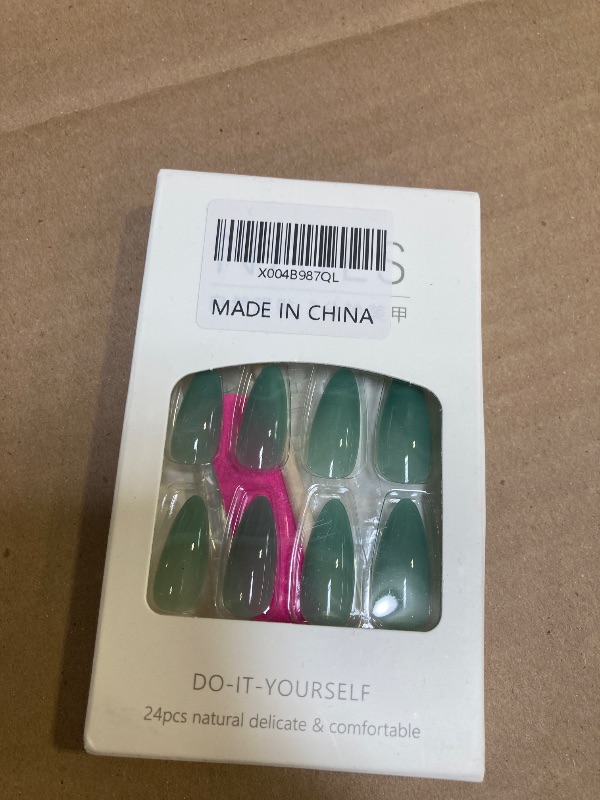 X004B987QL
MADE IN CHINA
甲
DO-IT-YOURSELF
24pcs natural delicate & comfortable